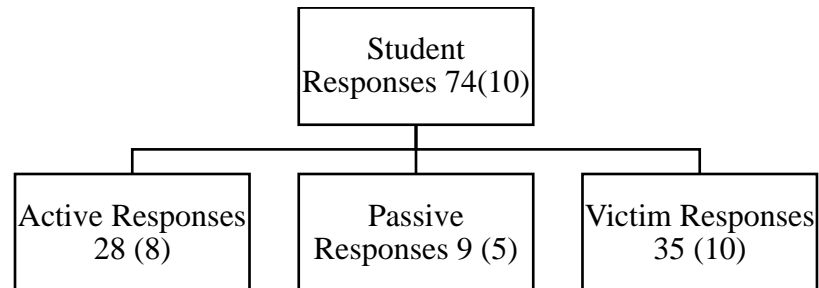 Student
Responses 74(10)
Active Responses
28 (8)
Passive
Responses 9 (5)
Victim Responses
35 (10)